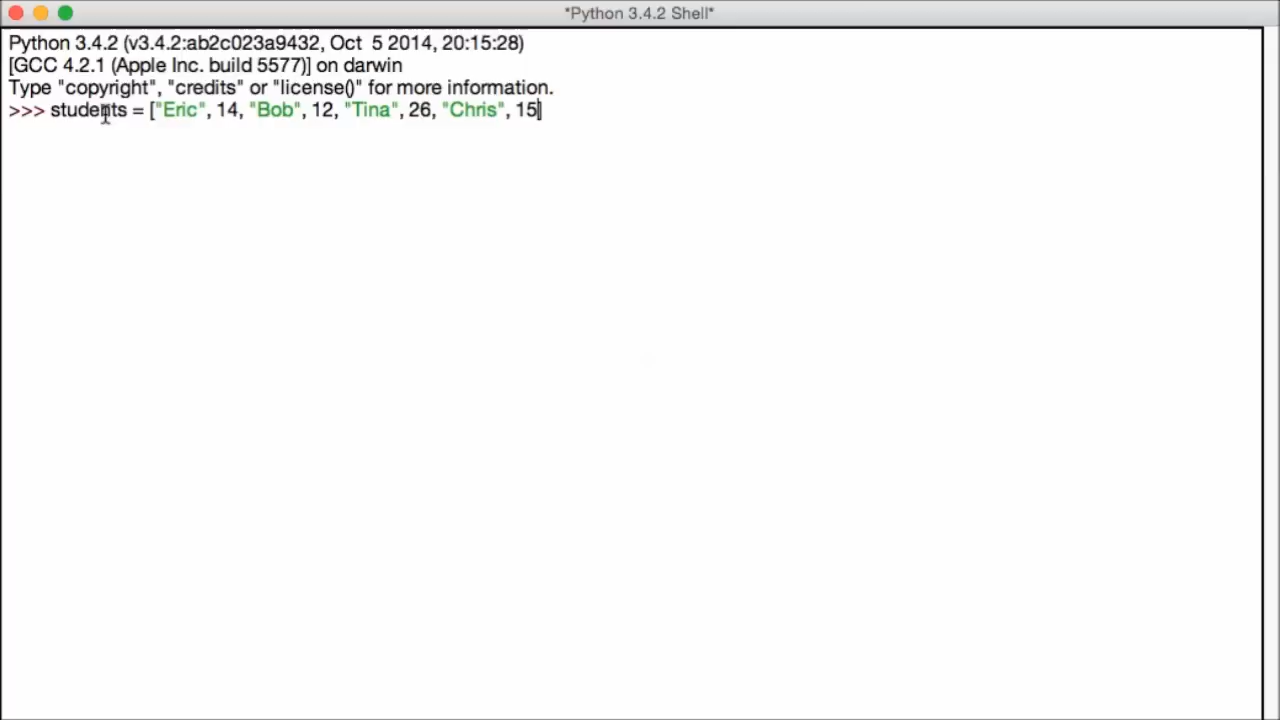 *Python 3.4.2 Shell*
Python 3.4.2 (v3.4.2:ab2c023a9432, Oct  5 2014, 20:15:28)
[GCC 4.2.1 (Apple Inc. build 5577)] on darwin
Type "copyright", "credits" or "license()" for more information.
>>> students = ["Eric", 14, "Bob", 12, "Tina", 26, "Chris", 15]